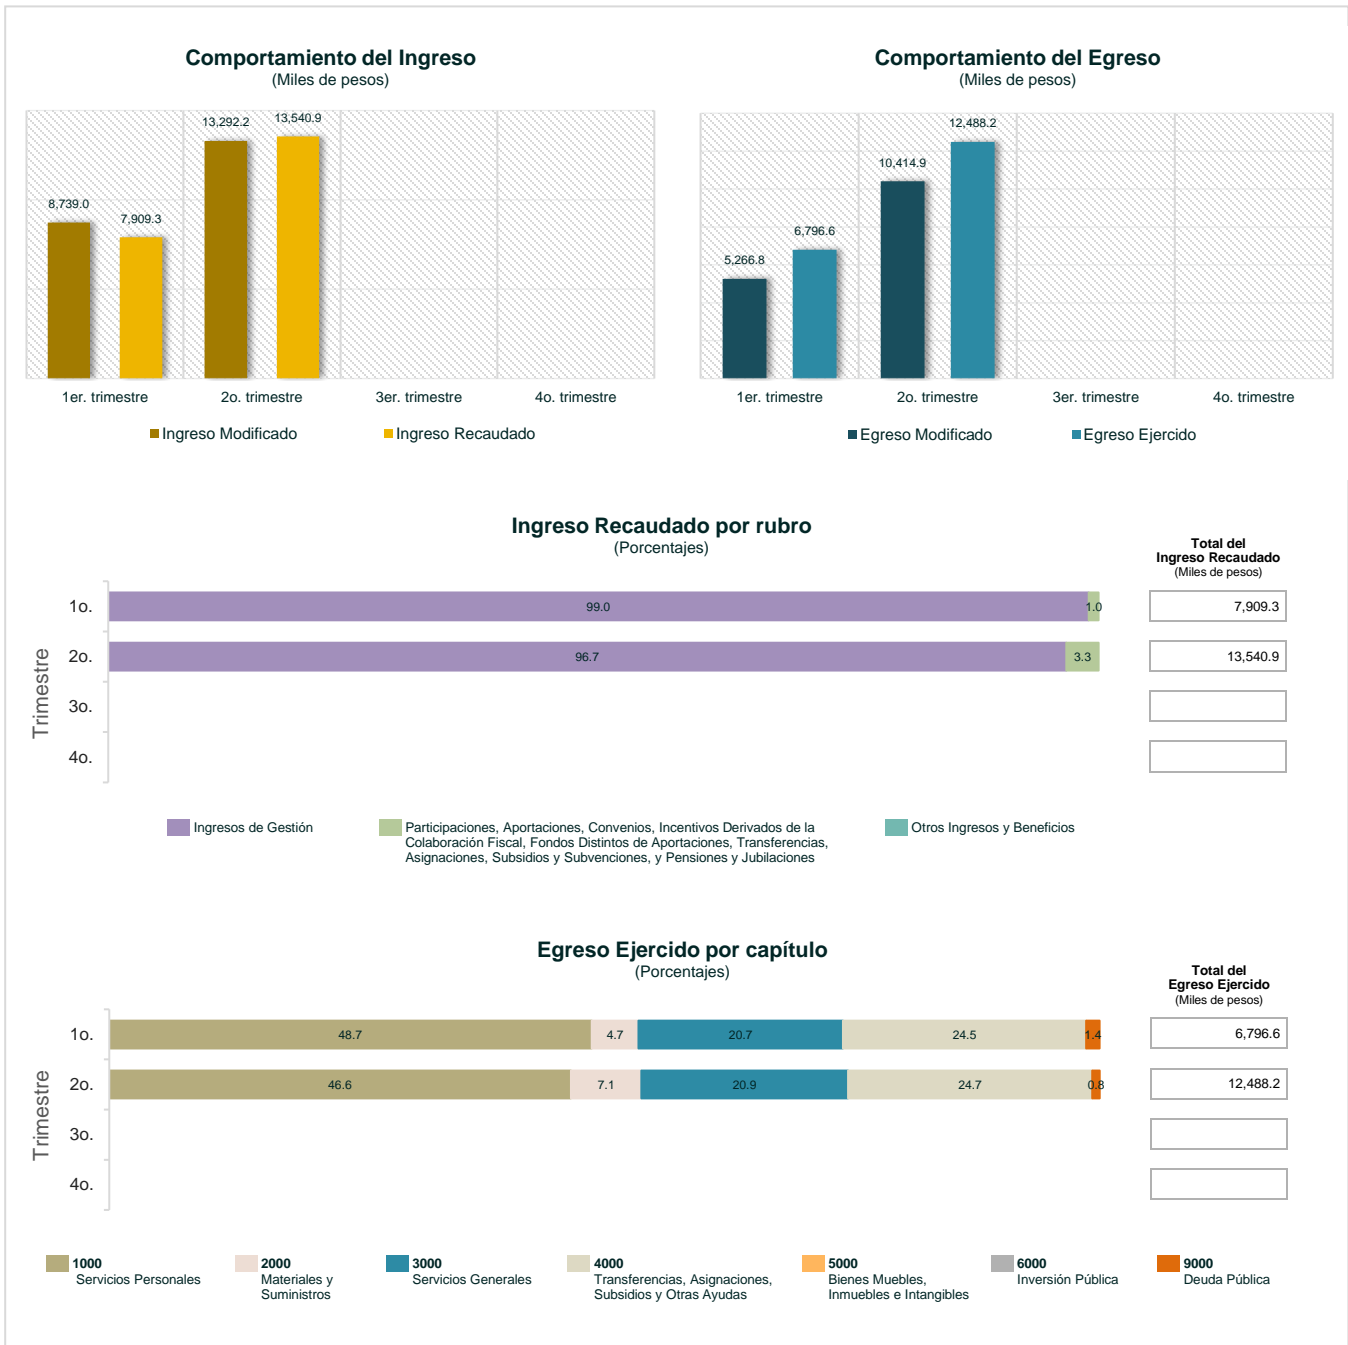 Comportamiento del Ingreso
(Miles de pesos)
8,739.0
7,909.3
13,292.2
13,540.9
1er. trimestre
2o. trimestre
3er. trimestre
4o. trimestre
Ingreso Modificado
Ingreso Recaudado
Comportamiento del Egreso
(Miles de pesos)
5,266.8
6,796.6
10,414.9
12,488.2
1er. trimestre
2o. trimestre
3er. trimestre
4o. trimestre
Egreso Modificado
Egreso Ejercido
Ingreso Recaudado por rubro
(Porcentajes)
Total del
Ingreso Recaudado
(Miles de pesos)
Trimestre
1o.
99.0
1.0
7,909.3
2o.
96.7
3.3
13,540.9
3o.
4o.
Ingresos de Gestión
Participaciones, Aportaciones, Convenios, Incentivos Derivados de la
Colaboración Fiscal, Fondos Distintos de Aportaciones, Transferencias,
Asignaciones, Subsidios y Subvenciones, y Pensiones y Jubilaciones
Otros Ingresos y Beneficios
Egreso Ejercido por capítulo
(Porcentajes)
Total del
Egreso Ejercido
(Miles de pesos)
Trimestre
1o.
48.7
4.7
20.7
24.5
1.4
6,796.6
2o.
46.6
7.1
20.9
24.7
0.8
12,488.2
3o.
4o.
1000
Servicios Personales
2000
Materiales y
Suministros
3000
Servicios Generales
4000
Transferencias, Asignaciones,
Subsidios y Otras Ayudas
5000
Bienes Muebles,
Inmuebles e Intangibles
6000
Inversión Pública
9000
Deuda Pública